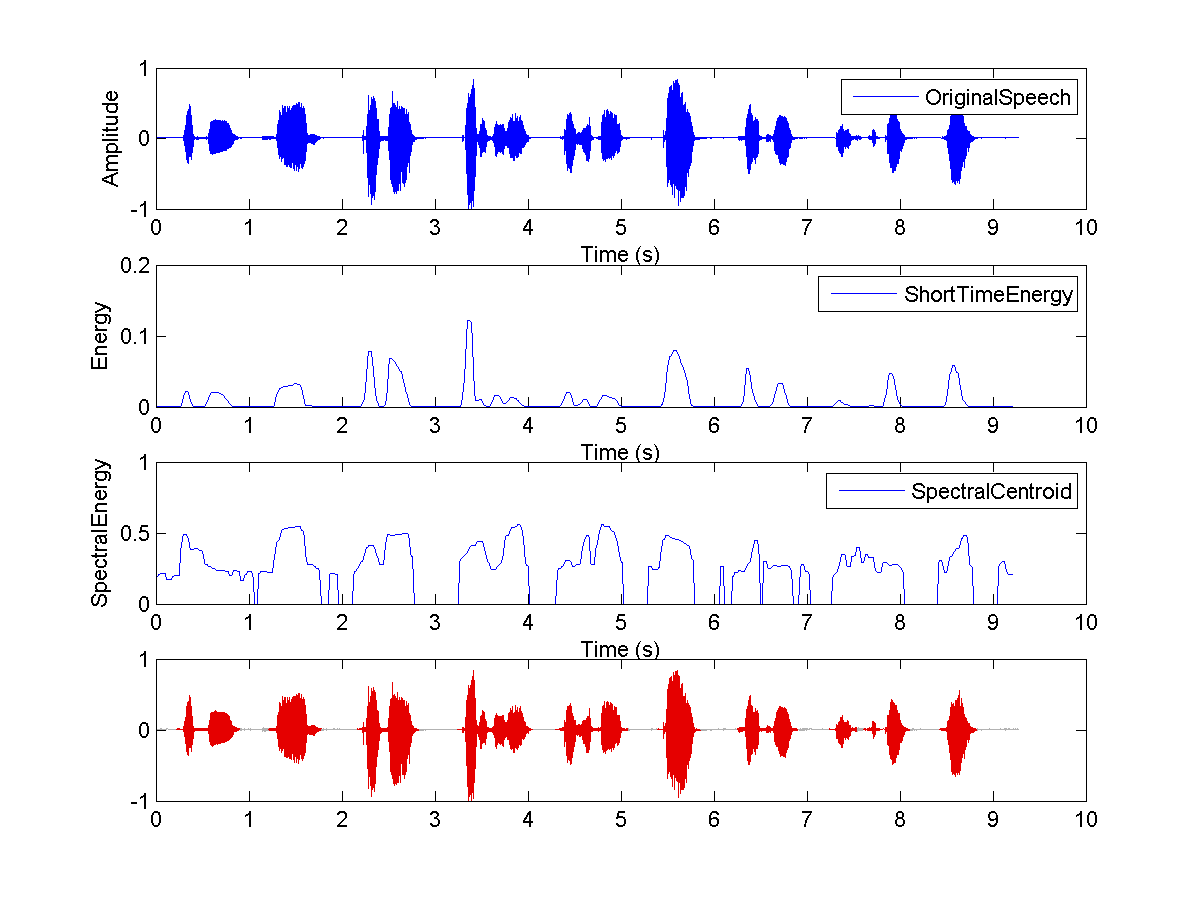 1
0
-1
Amplitude
OriginalSpeech
0 1 2 3 4 5 6 7 8 9 10
Time (s)
0.2
0.1
0
Energy
ShortTimeEnergy
0 1 2 3 4 5 6 7 8 9 10
Time (s)
1
0.5
0
SpectralEnergy
SpectralCentroid
0 1 2 3 4 5 6 7 8 9 10
Time (s)
1
0
-1
0 1 2 3 4 5 6 7 8 9 10